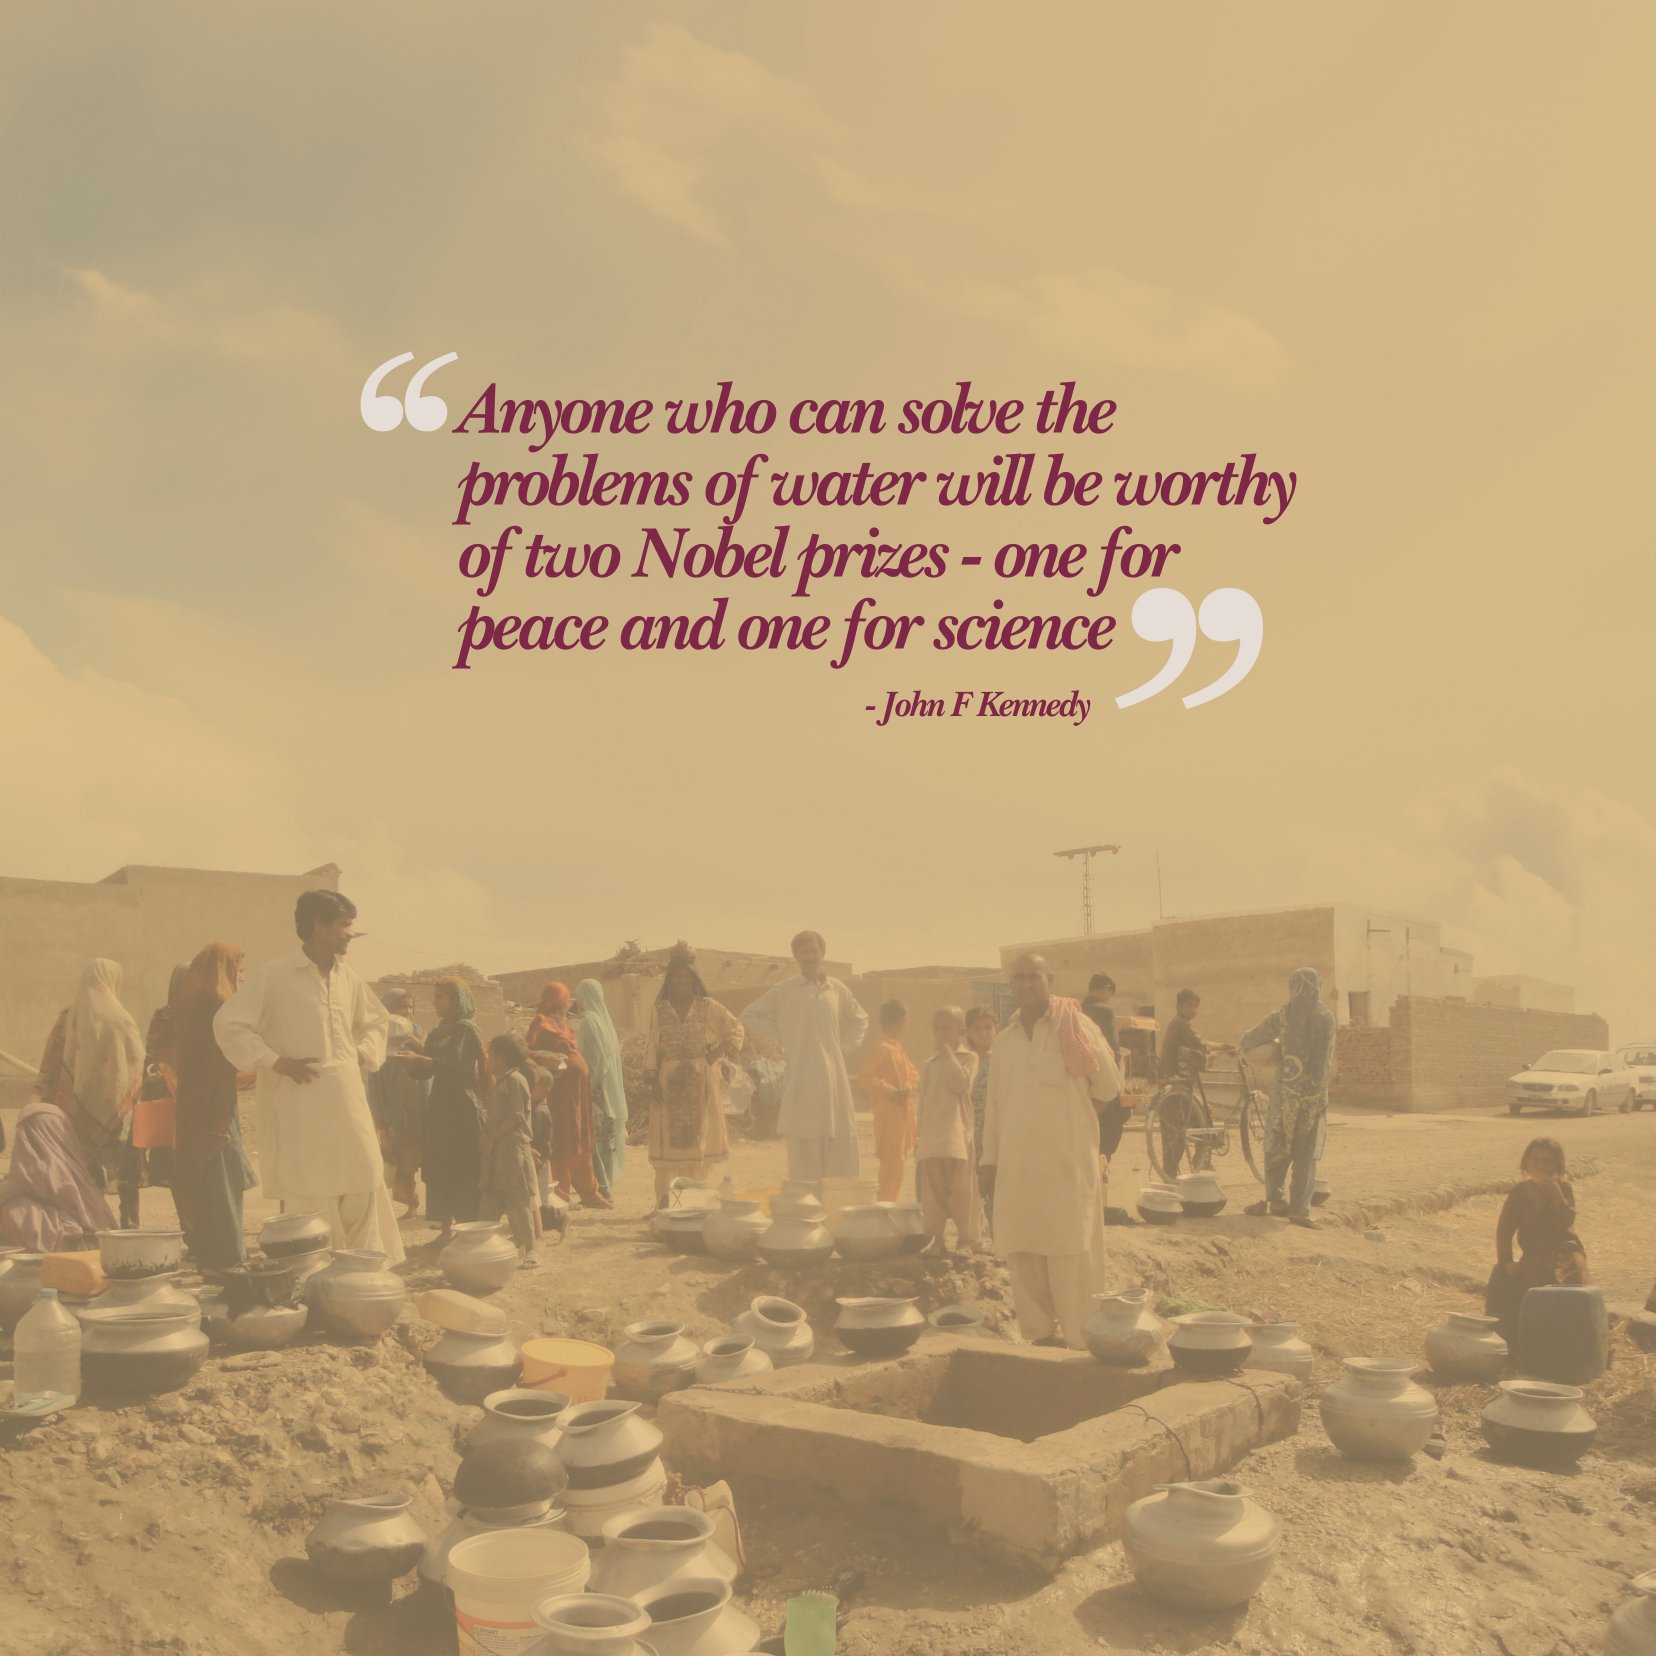 “Anyone who can solve the
problems of water will be worthy
of two Nobel prizes - one for
peace and one for science”
- John F Kennedy